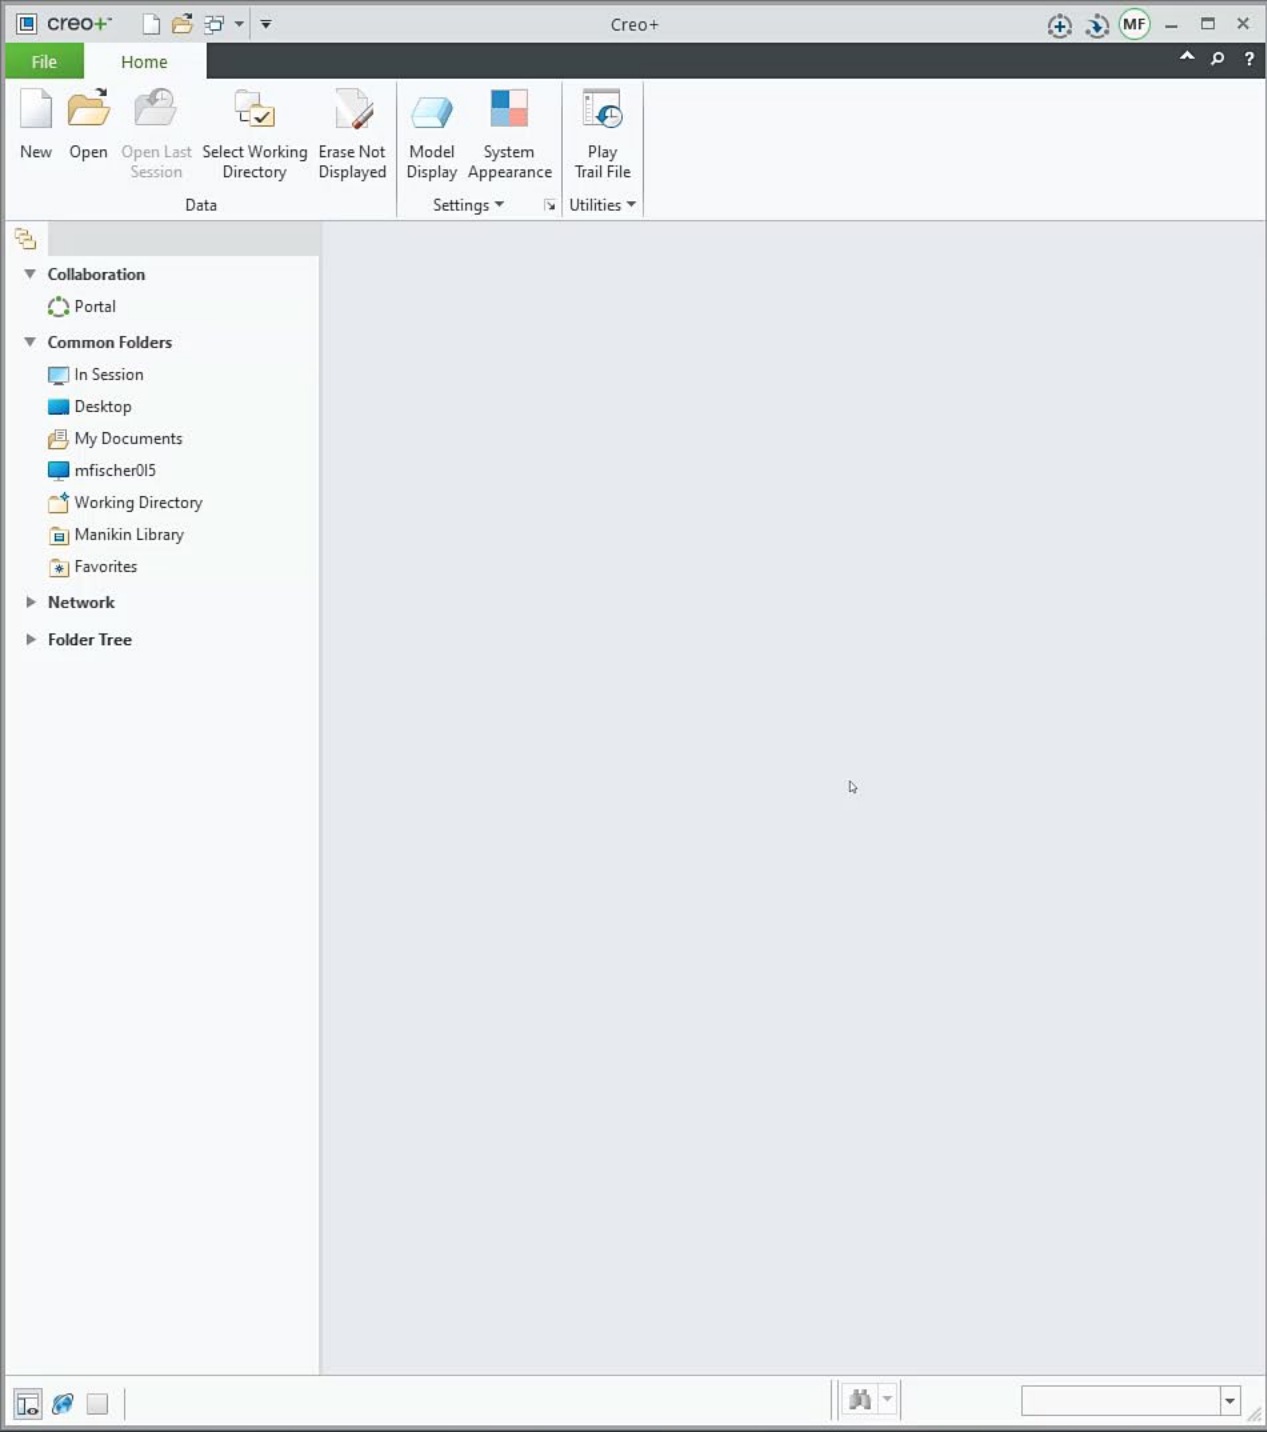 creo+™
Creo+
MF
File
Home
?
New
Open
Open Last
Session
Select Working
Directory
Erase Not
Displayed
Model
Display
System
Appearance
Play
Trail File
Data
Settings
Utilities
Collaboration
Portal
Common Folders
In Session
Desktop
My Documents
mfischer0l5
Working Directory
Manikin Library
Favorites
Network
Folder Tree